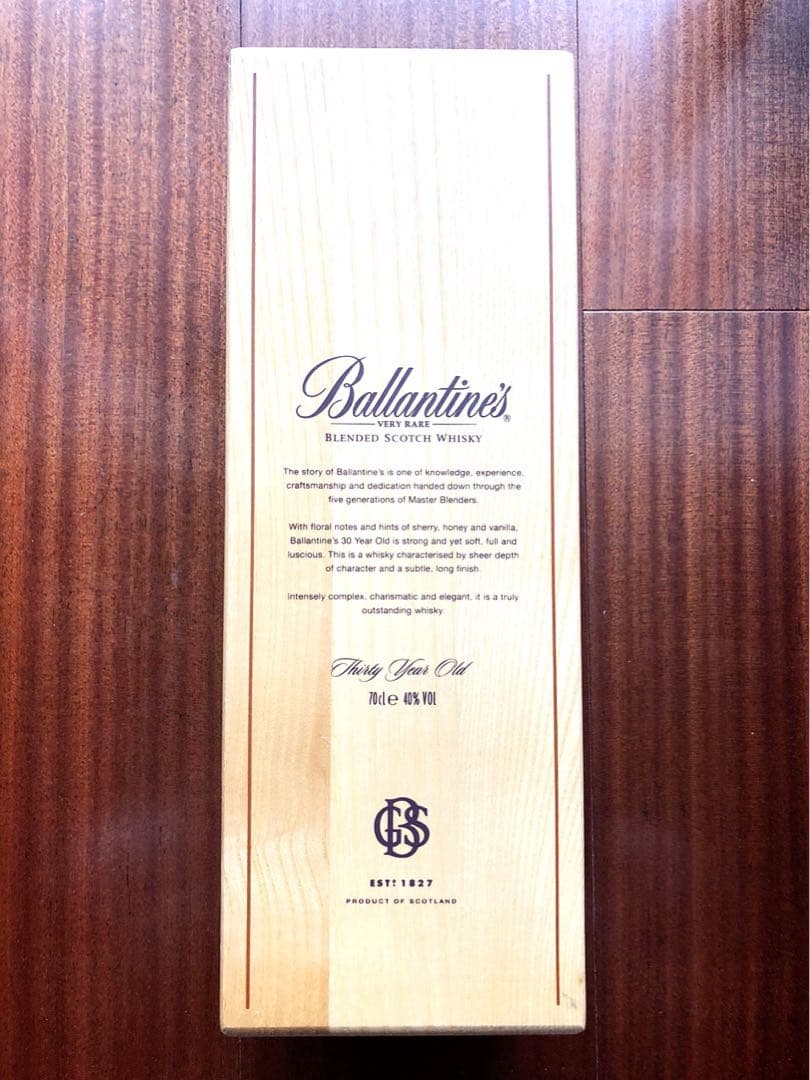 Ballantine's®
VERY RARE
BLENDED SCOTCH WHISKY
The story of Ballantine's is one of knowledge, experience,
craftsmanship and dedication handed down through the
five generations of Master Blenders.
With floral notes and hints of sherry, honey and vanilla,
Ballantine's 30 Year Old is strong and yet soft, full and
luscious. This is a whisky characterised by sheer depth
of character and a subtle, long finish.
Intensely complex, charismatic and elegant, it is a truly
outstanding whisky.
Thirty Year Old
70cl e 40% VOL
GBS
ESTD 1827
PRODUCT OF SCOTLAND